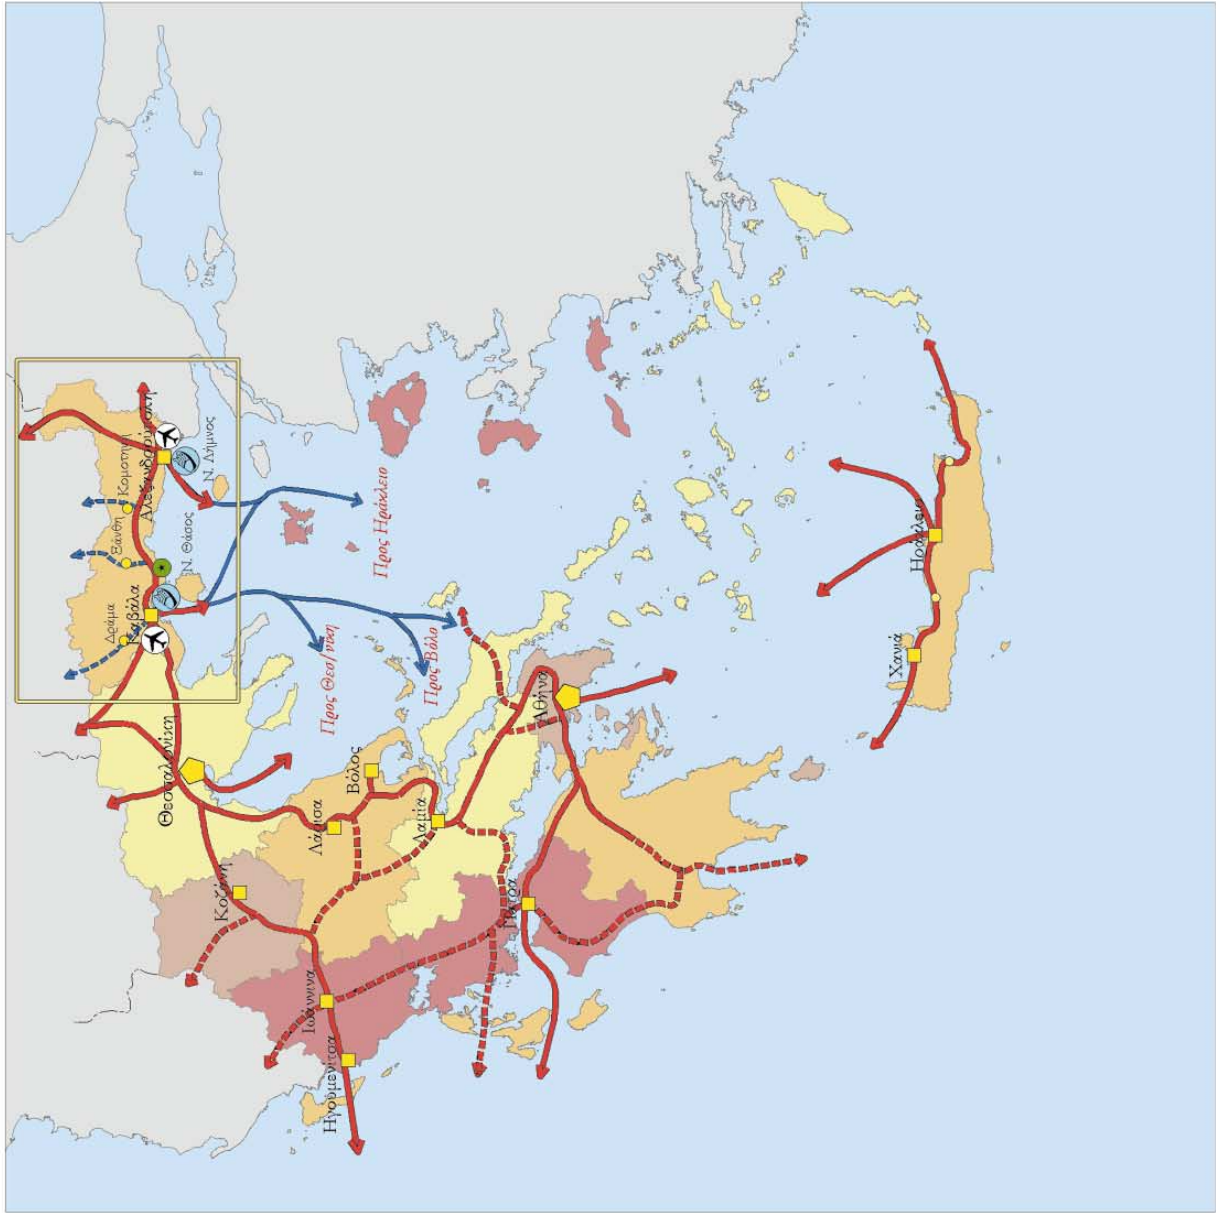 Δράμα
Καβάλα
Ξάνθη
Κομοτηνή
Αλεξανδρούπολη
Ν. Θάσος
Ν. Λήμνος
Θεσσαλονίκη
Κοζάνη
Ιωάννινα
Ηγουμενίτσα
Λάρισα
Βόλος
Λαμία
Αθήνα
Πάτρα
Προς Θεσ/νικη
Προς Βόλο
Προς Ηράκλειο
Χανιά
Ηράκλειο